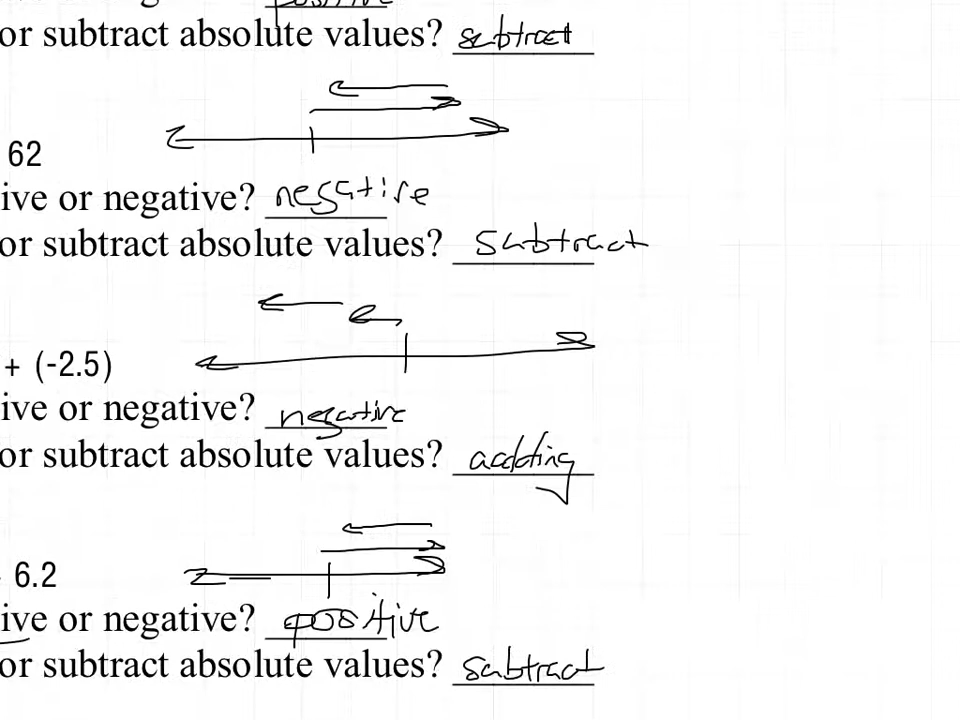 positive
or subtract absolute values? subtract
62
ive or negative? negative
or subtract absolute values? subtract
+ (-2.5)
ive or negative? negative
or subtract absolute values? adding
6.2
ive or negative? positive
or subtract absolute values? subtract